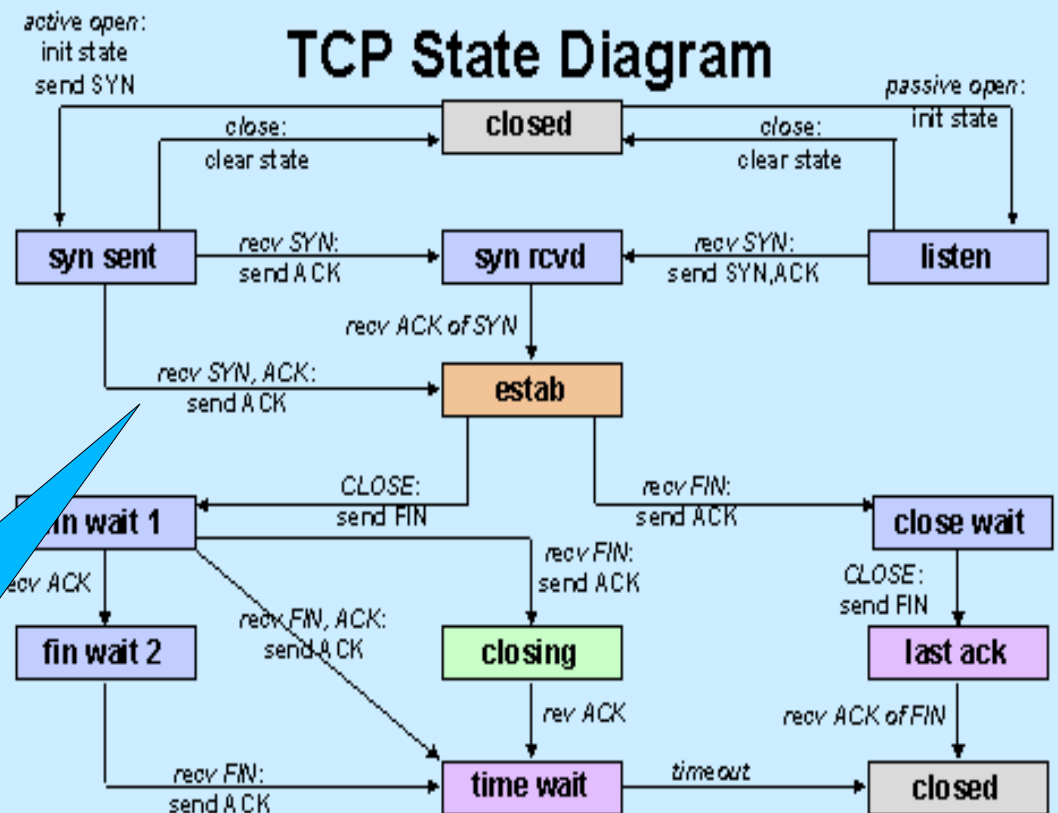 active open:
init state
send SYN
TCP State Diagram
passive open:
init state
closed
close:
clear state
close:
clear state
syn sent
recv SYN:
send ACK
syn rcvd
recv SYN:
send SYN,ACK
listen
recv ACK of SYN
recv SYN, ACK:
send ACK
estab
CLOSE:
send FIN
recv FIN:
send ACK
wait 1
close wait
ACK
recv FIN:
send ACK
CLOSE:
send FIN
recv FIN, ACK:
send ACK
fin wait 2
closing
last ack
rev ACK
recv ACK of FIN
recv FIN:
send ACK
time wait
timeout
closed